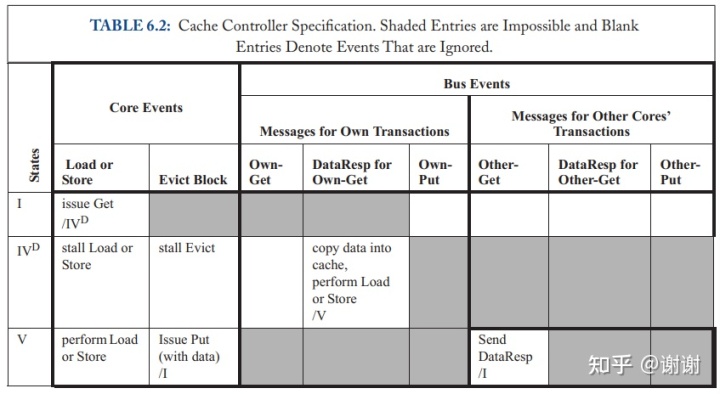 TABLE 6.2: Cache Controller Specification. Shaded Entries are Impossible and Blank
Entries Denote Events That are Ignored.
States
Core Events
Bus Events
Messages for Own Transactions
Messages for Other Cores'
Transactions
Load or
Store
Evict Block
Own-
Get
DataResp for
Own-Get
Own-
Put
Other-
Get
DataResp for
Other-Get
Other-
Put
I
issue Get
/IVᴰ
IVᴰ
stall Load or
Store
stall Evict
copy data into
cache,
perform Load
or Store
/V
V
perform Load
or Store
Issue Put
(with data)
/I
Send
DataResp
/I
知乎 @谢谢